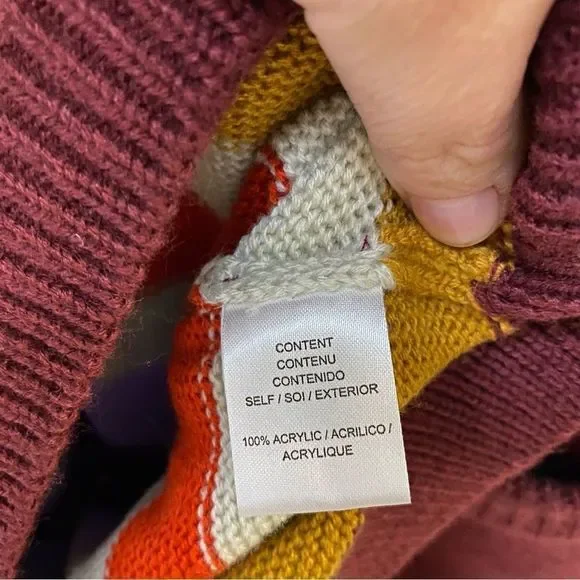 CONTENT
CONTENU
CONTENIDO
SELF / SOI / EXTERIOR
100% ACRYLIC / ACRILICO /
ACRYLIQUE